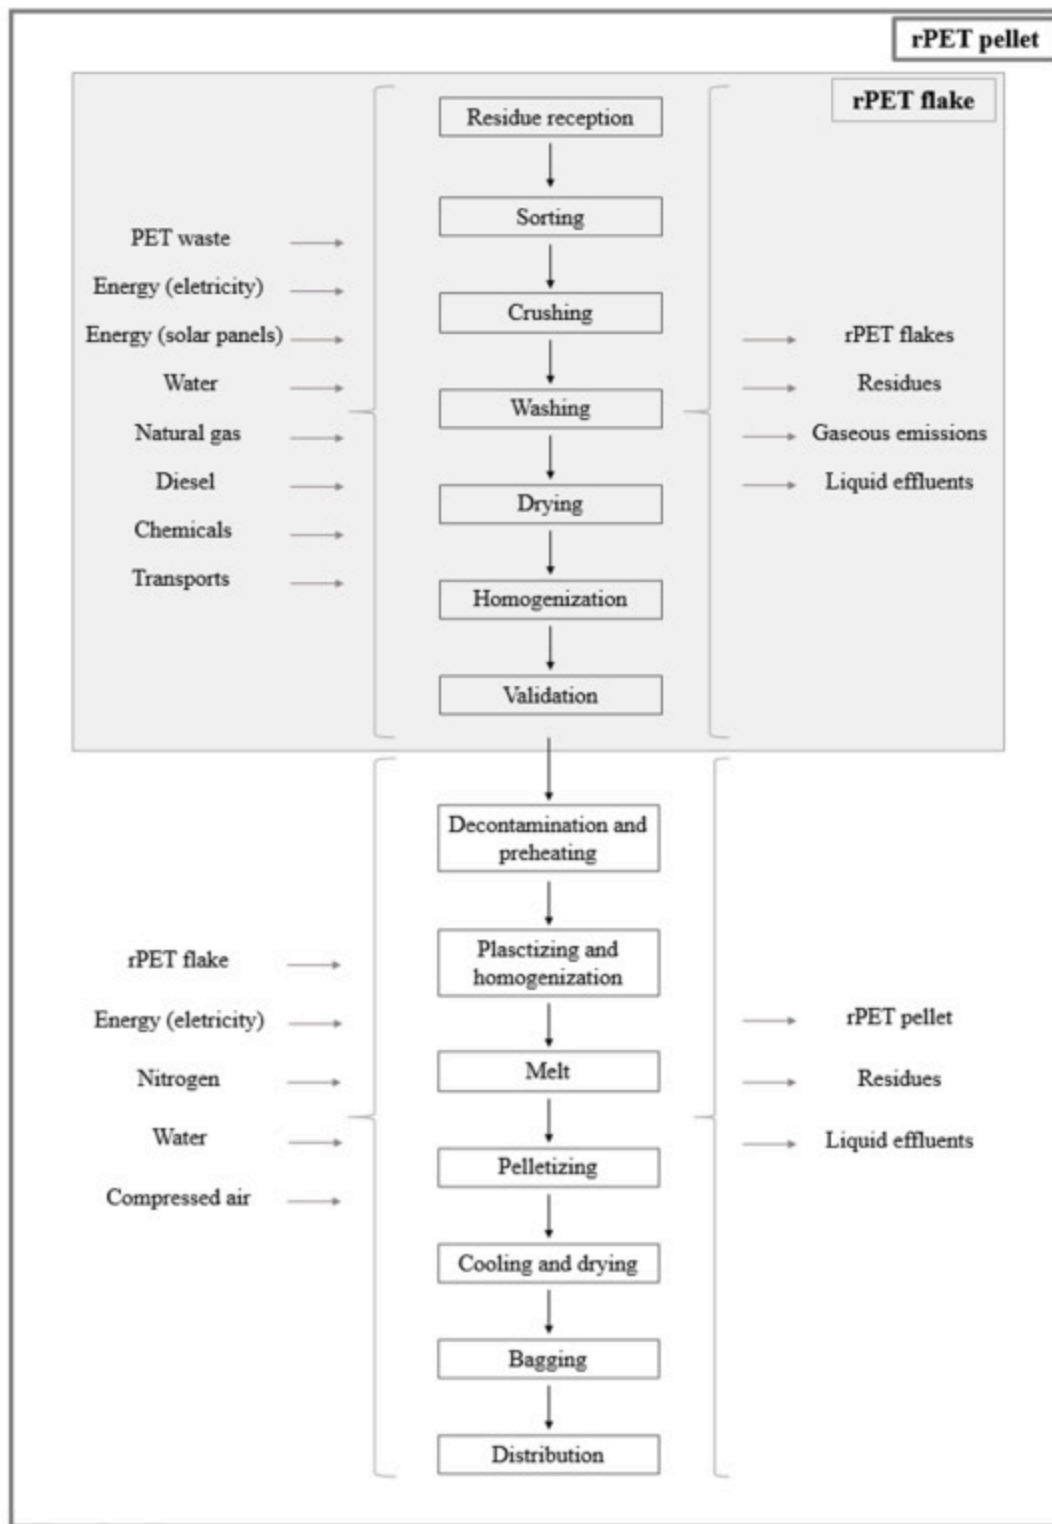 rPET pellet
rPET flake
Residue reception
Sorting
Crushing
Washing
Drying
Homogenization
Validation
PET waste
Energy (eletricity)
Energy (solar panels)
Water
Natural gas
Diesel
Chemicals
Transports
rPET flakes
Residues
Gaseous emissions
Liquid effluents
Decontamination and
preheating
Plasctizing and
homogenization
Melt
Pelletizing
Cooling and drying
Bagging
Distribution
rPET flake
Energy (eletricity)
Nitrogen
Water
Compressed air
rPET pellet
Residues
Liquid effluents